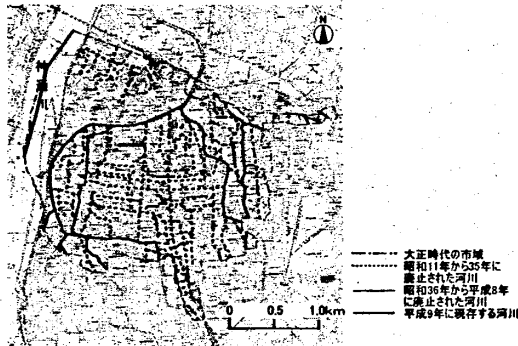 N
0 0.5 1.0km
大正時代の市域
昭和11年から35年に
廃止された河川
昭和36年から平成8年
に廃止された河川
平成9年に現存する河川